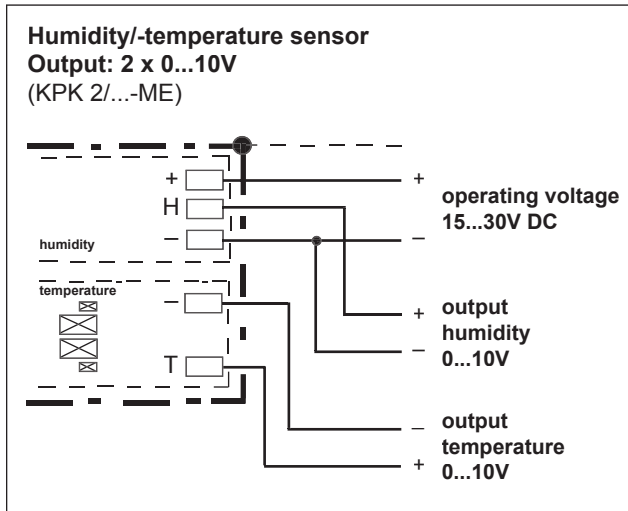 Humidity/-temperature sensor
Output: 2 x 0...10V
(KPK 2/...-ME)
+
H
–
humidity
temperature
–
T
+
operating voltage
15...30V DC
–
+
output
humidity
–
0...10V
–
output
temperature
+
0...10V